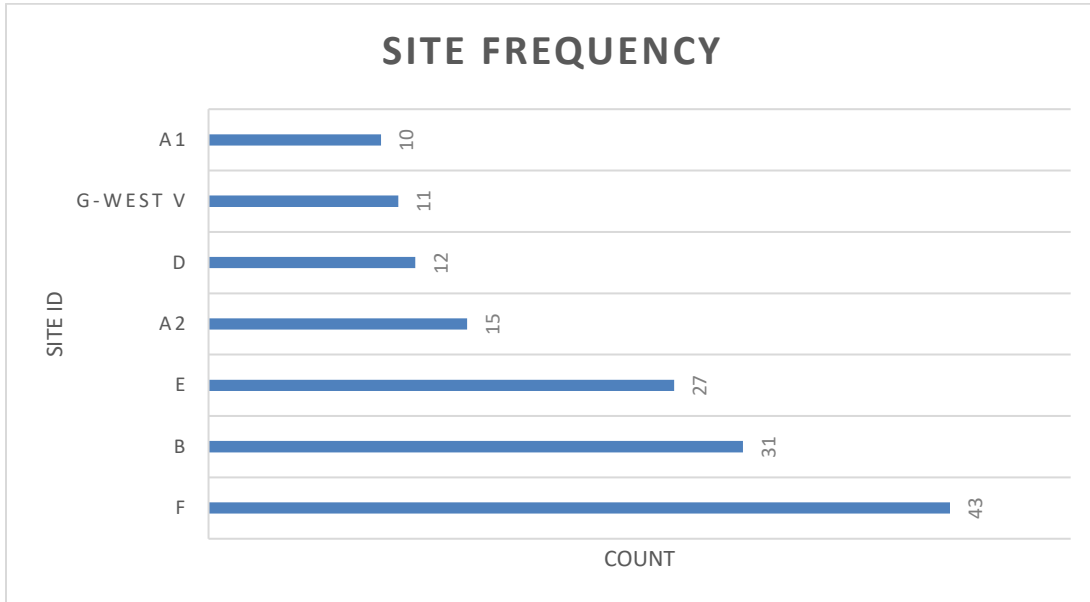 SITE FREQUENCY
A1
10
G-WEST V
11
D
12
A2
15
E
27
B
31
F
43
SITE ID
COUNT